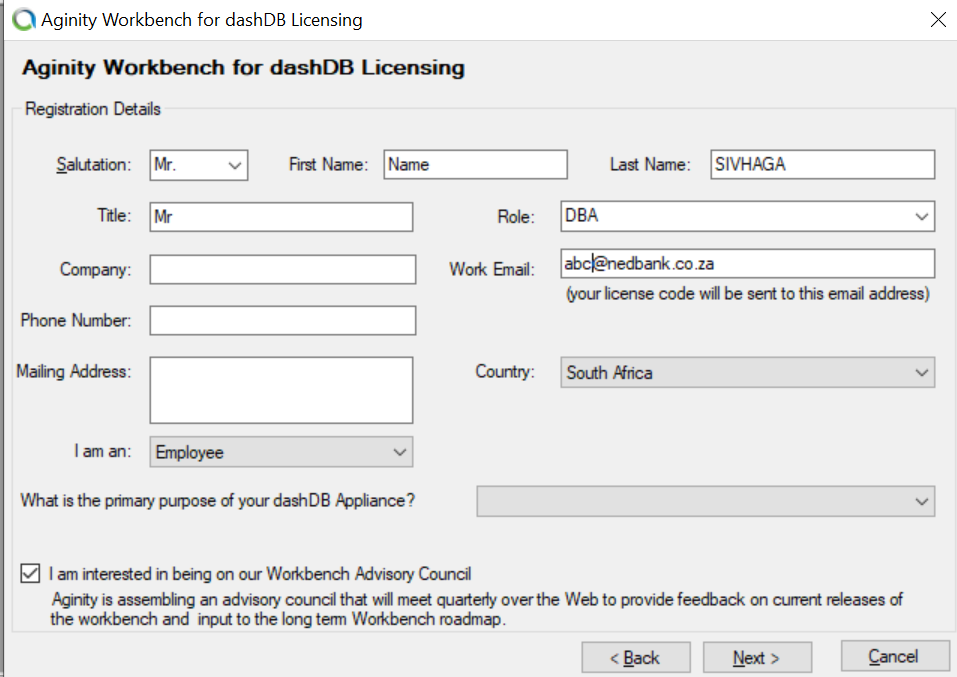 Aginity Workbench for dashDB Licensing
Aginity Workbench for dashDB Licensing
Registration Details
Salutation: Mr. First Name: Name Last Name: SIVHAGA
Title: Mr Role: DBA
Company: Work Email: abc@nedbank.co.za
(your license code will be sent to this email address)
Phone Number:
Mailing Address: Country: South Africa
I am an: Employee
What is the primary purpose of your dashDB Appliance?
I am interested in being on our Workbench Advisory Council
Aginity is assembling an advisory council that will meet quarterly over the Web to provide feedback on current releases of
the workbench and input to the long term Workbench roadmap.
< Back Next > Cancel